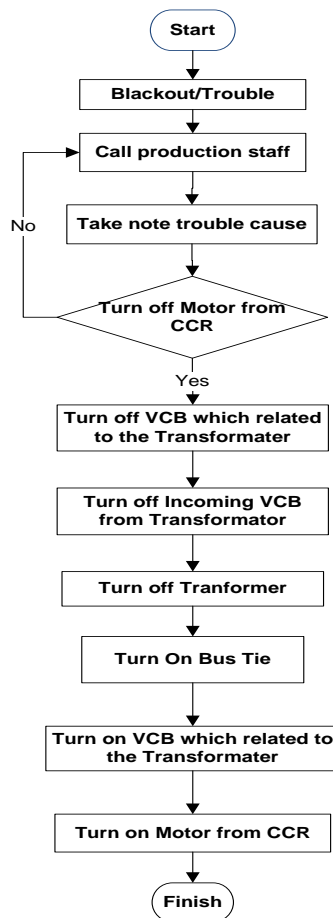 Start
Blackout/Trouble
Call production staff
No
Take note trouble cause
Turn off Motor from
CCR
Yes
Turn off VCB which related
to the Transformater
Turn off Incoming VCB
from Transformator
Turn off Tranformer
Turn On Bus Tie
Turn on VCB which related to
the Transformater
Turn on Motor from CCR
Finish